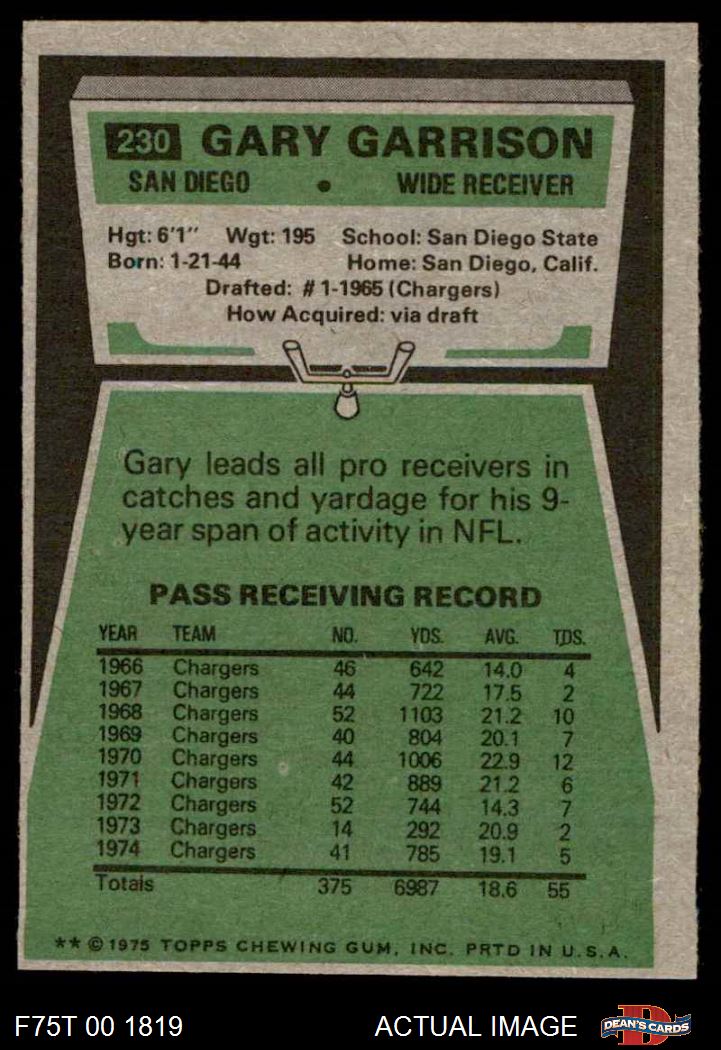 230 GARY GARRISON
SAN DIEGO • WIDE RECEIVER
Hgt: 6'1" Wgt: 195 School: San Diego State
Born: 1-21-44 Home: San Diego, Calif.
Drafted: #1-1965 (Chargers)
How Acquired: via draft
Gary leads all pro receivers in
catches and yardage for his 9-
year span of activity in NFL.
PASS RECEIVING RECORD
YEAR TEAM NO. YDS. AVG. TDS.
1966 Chargers 46 642 14.0 4
1967 Chargers 44 722 17.5 2
1968 Chargers 52 1103 21.2 10
1969 Chargers 40 804 20.1 7
1970 Chargers 44 1006 22.9 12
1971 Chargers 42 889 21.2 6
1972 Chargers 52 744 14.3 7
1973 Chargers 14 292 20.9 2
1974 Chargers 41 785 19.1 5
Totals 375 6987 18.6 55
** © 1975 TOPPS CHEWING GUM, INC. PRTD IN U.S.A.
F75T 00 1819 ACTUAL IMAGE D DEAN'S CARDS